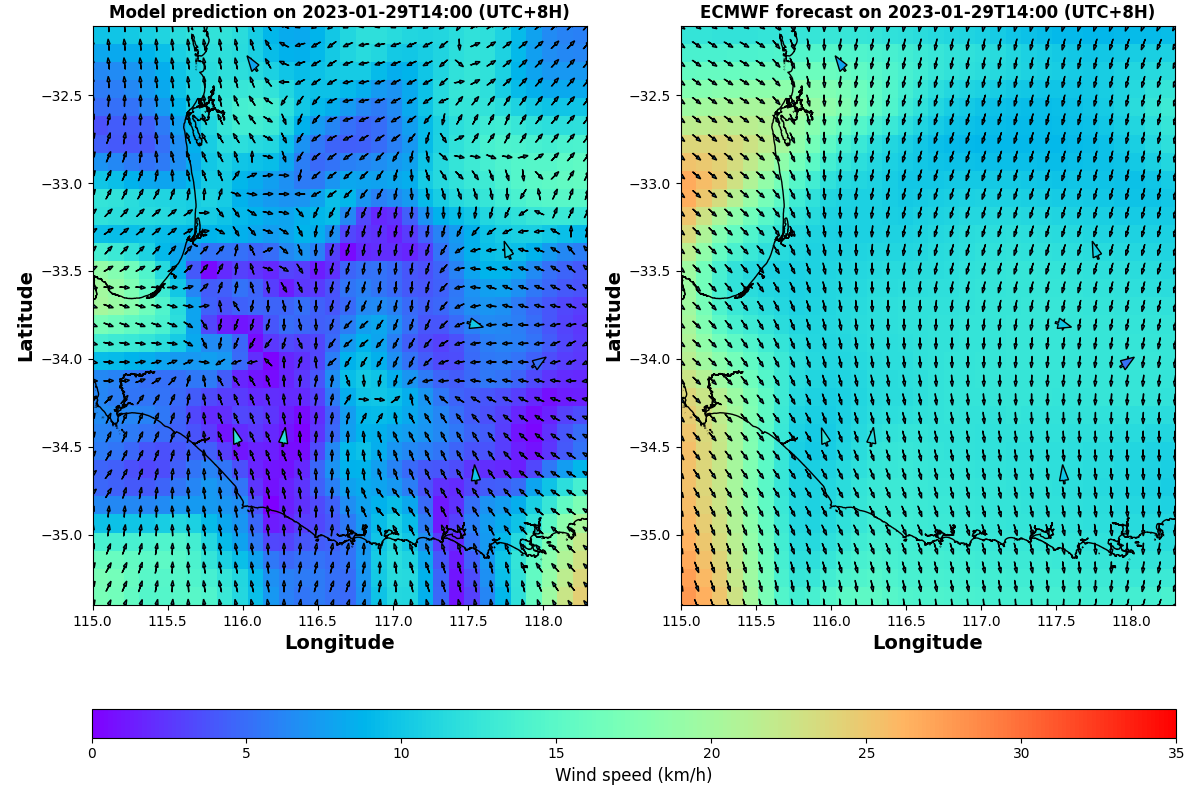 Model prediction on 2023-01-29T14:00 (UTC+8H)
ECMWF forecast on 2023-01-29T14:00 (UTC+8H)
Latitude
−32.5
−33.0
−33.5
−34.0
−34.5
−35.0
115.0 115.5 116.0 116.5 117.0 117.5 118.0
Longitude
Latitude
−32.5
−33.0
−33.5
−34.0
−34.5
−35.0
115.0 115.5 116.0 116.5 117.0 117.5 118.0
Longitude
0 5 10 15 20 25 30 35
Wind speed (km/h)